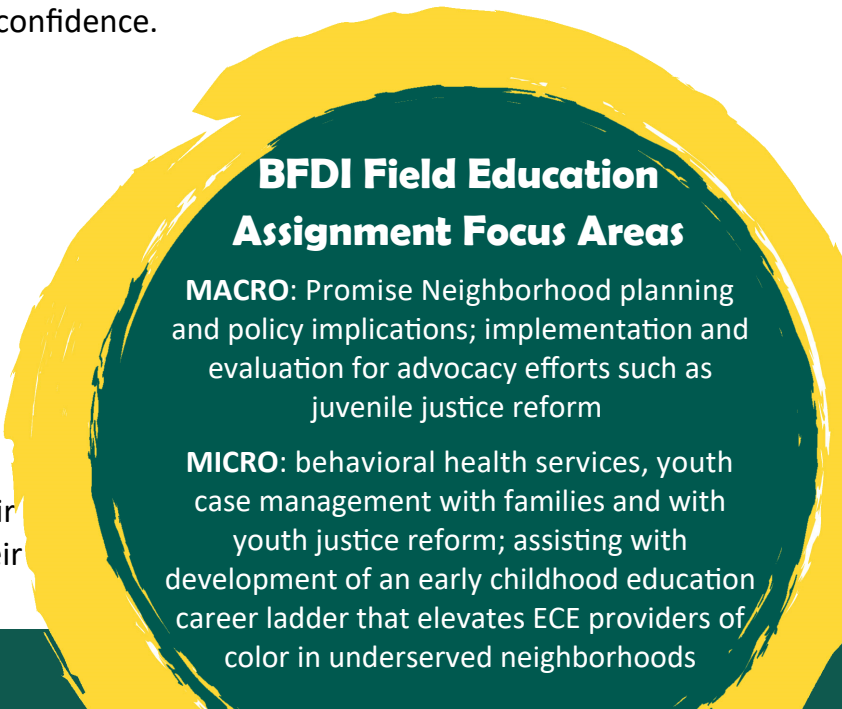 confidence.
BFDI Field Education
Assignment Focus Areas
MACRO: Promise Neighborhood planning
and policy implications; implementation and
evaluation for advocacy efforts such as
juvenile justice reform
MICRO: behavioral health services, youth
case management with families and with
youth justice reform; assisting with
development of an early childhood education
career ladder that elevates ECE providers of
color in underserved neighborhoods